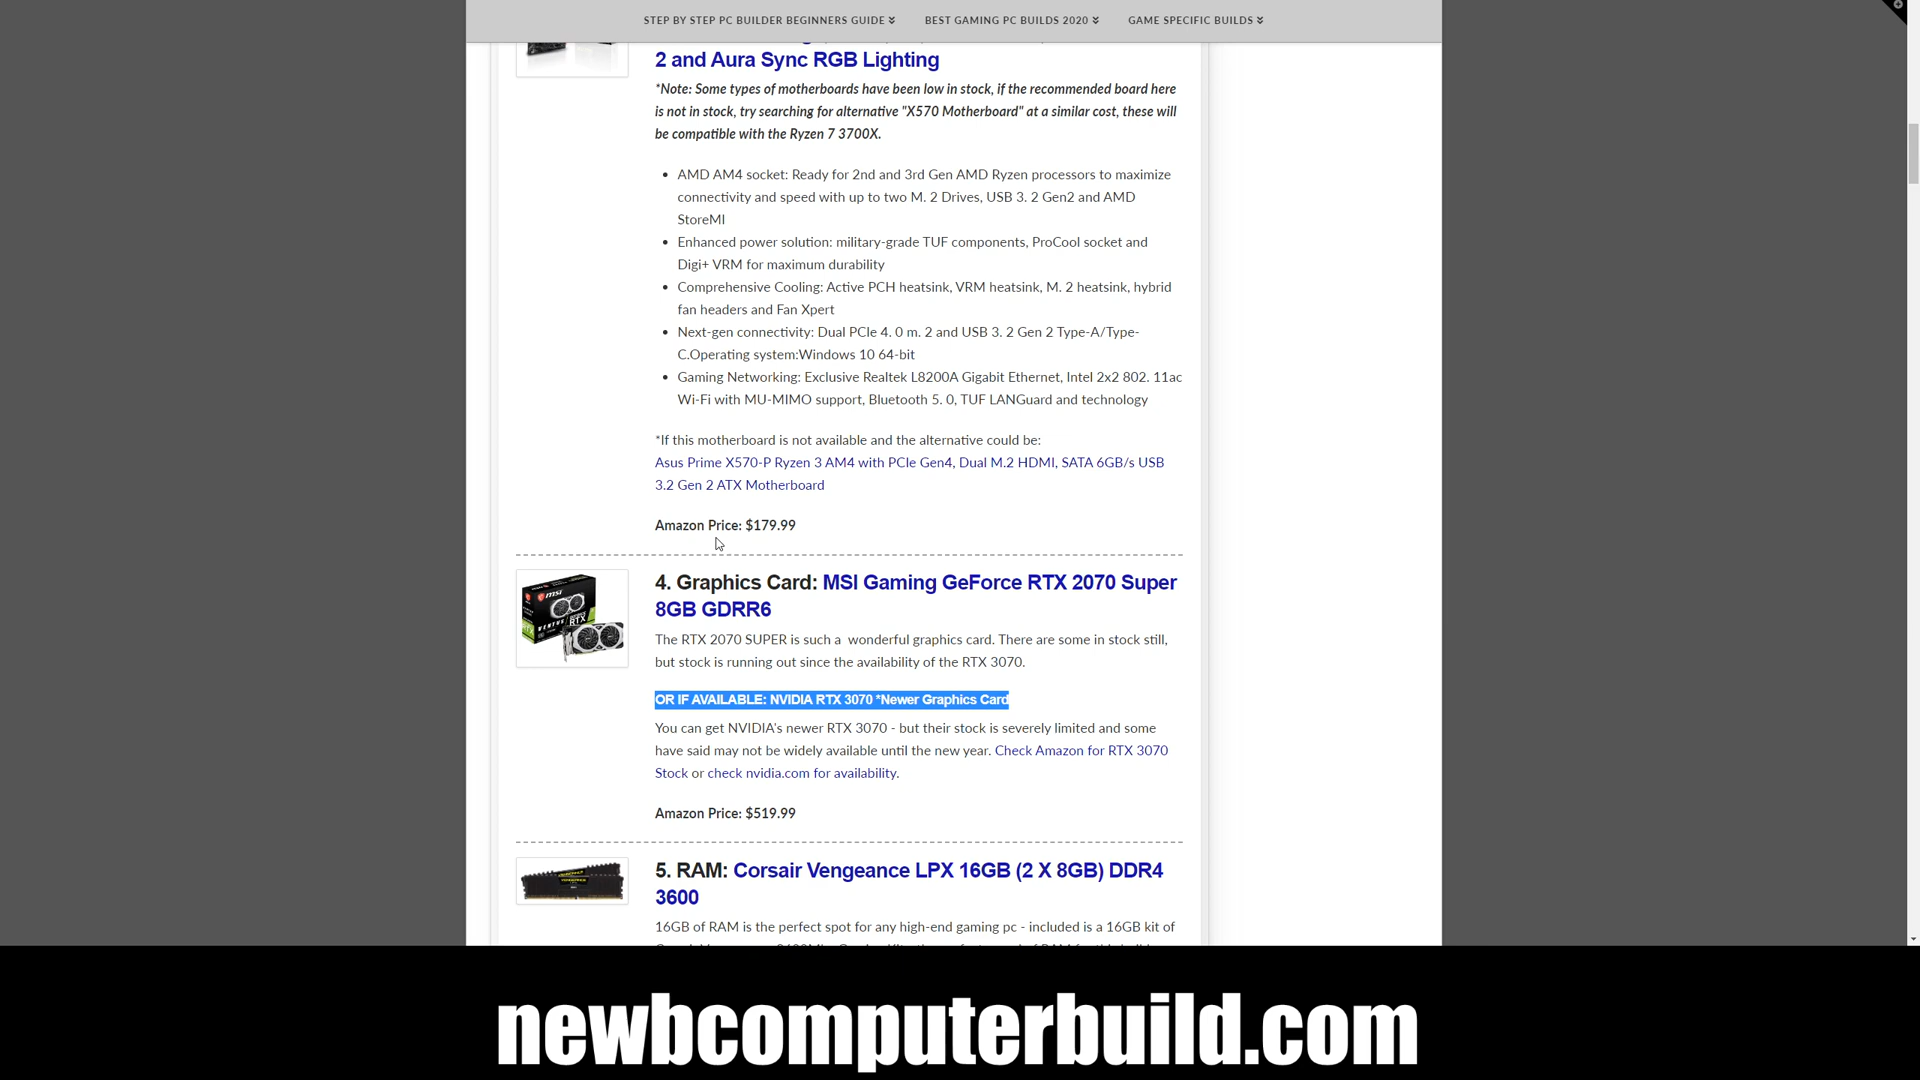 STEP BY STEP PC BUILDER BEGINNERS GUIDE
BEST GAMING PC BUILDS 2020
GAME SPECIFIC BUILDS
2 and Aura Sync RGB Lighting
*Note: Some types of motherboards have been low in stock, if the recommended board here
is not in stock, try searching for alternative "X570 Motherboard" at a similar cost, these will
be compatible with the Ryzen 7 3700X.
• AMD AM4 socket: Ready for 2nd and 3rd Gen AMD Ryzen processors to maximize
connectivity and speed with up to two M. 2 Drives, USB 3. 2 Gen2 and AMD
StoreMI
• Enhanced power solution: military-grade TUF components, ProCool socket and
Digi+ VRM for maximum durability
• Comprehensive Cooling: Active PCH heatsink, VRM heatsink, M. 2 heatsink, hybrid
fan headers and Fan Xpert
• Next-gen connectivity: Dual PCIe 4. 0 m. 2 and USB 3. 2 Gen 2 Type-A/Type-
C.Operating system:Windows 10 64-bit
• Gaming Networking: Exclusive Realtek L8200A Gigabit Ethernet, Intel 2x2 802. 11ac
Wi-Fi with MU-MIMO support, Bluetooth 5. 0, TUF LANGuard and technology
*If this motherboard is not available and the alternative could be:
Asus Prime X570-P Ryzen 3 AM4 with PCIe Gen4, Dual M.2 HDMI, SATA 6GB/s USB
3.2 Gen 2 ATX Motherboard
Amazon Price: $179.99
4. Graphics Card: MSI Gaming GeForce RTX 2070 Super
8GB GDRR6
msi
VENTUS
RTX
The RTX 2070 SUPER is such a wonderful graphics card. There are some in stock still,
but stock is running out since the availability of the RTX 3070.
OR IF AVAILABLE: NVIDIA RTX 3070 *Newer Graphics Card
You can get NVIDIA's newer RTX 3070 - but their stock is severely limited and some
have said may not be widely available until the new year. Check Amazon for RTX 3070
Stock or check nvidia.com for availability.
Amazon Price: $519.99
5. RAM: Corsair Vengeance LPX 16GB (2 X 8GB) DDR4
3600
16GB of RAM is the perfect spot for any high-end gaming pc - included is a 16GB kit of
newbcomputerbuild.com